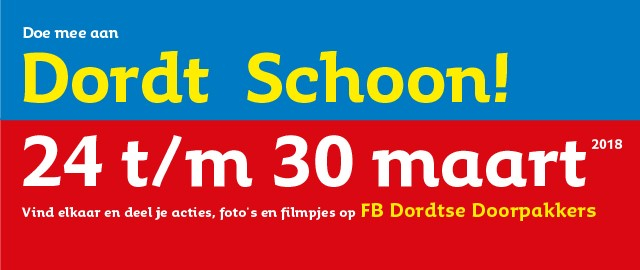 Doe mee aan
Dordt Schoon!
24 t/m 30 maart 2018
Vind elkaar en deel je acties, foto's en filmpjes op FB Dordtse Doorpakkers